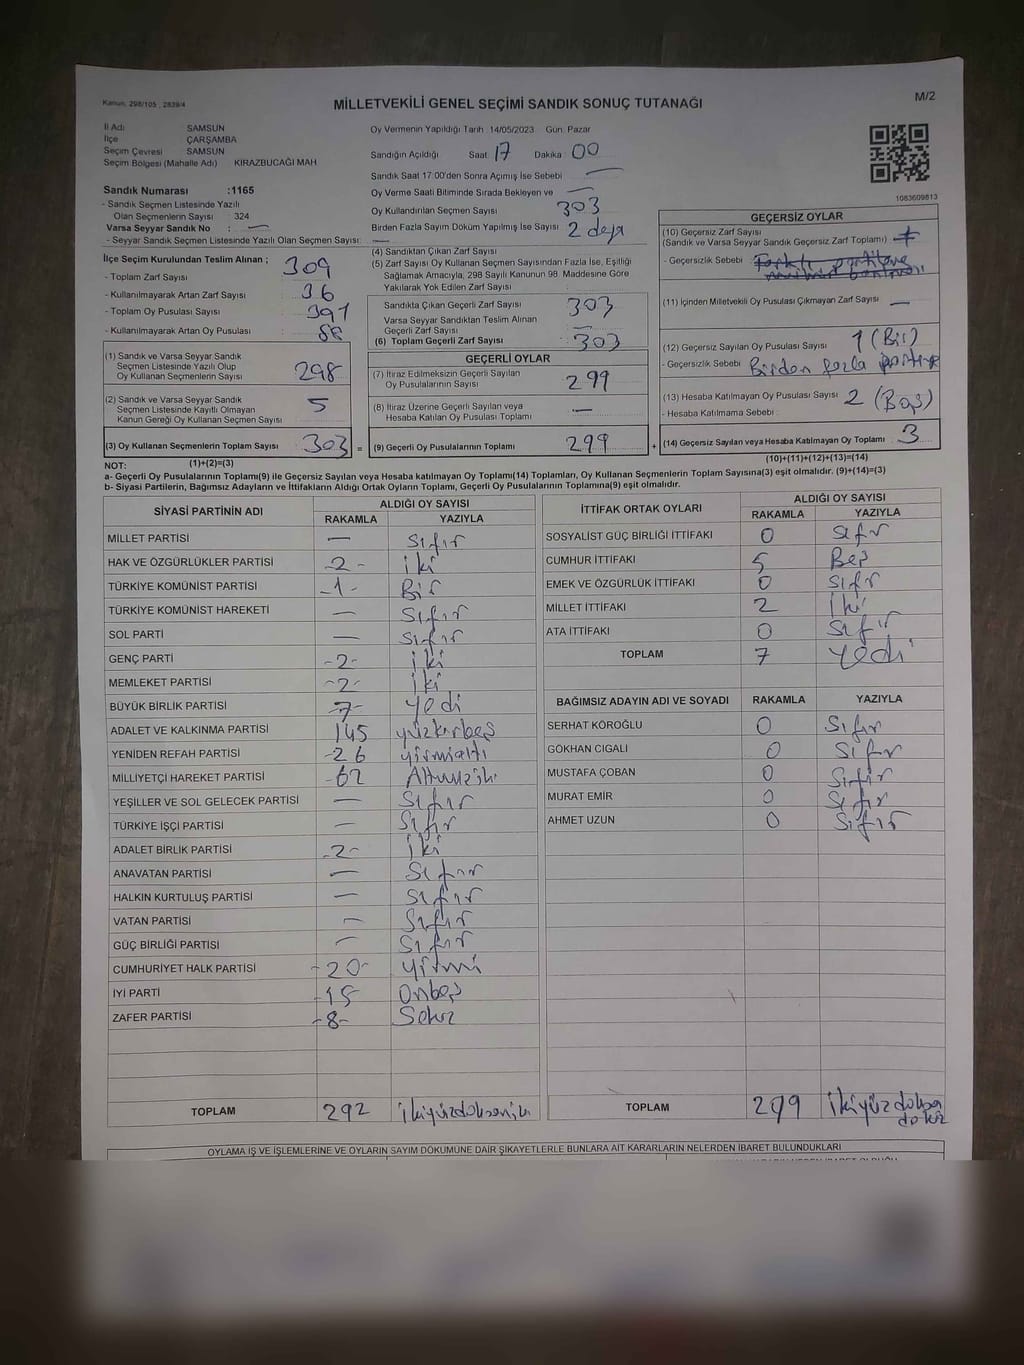 Kanun: 298/105 , 2839/4
MİLLETVEKİLİ GENEL SEÇİMİ SANDIK SONUÇ TUTANAĞI
M/2
İl Adı SAMSUN
İlçe ÇARŞAMBA
Seçim Çevresi SAMSUN
Seçim Bölgesi (Mahalle Adı) KİRAZBUCAĞI MAH
Sandık Numarası :1165
- Sandık Seçmen Listesinde Yazılı
Olan Seçmenlerin Sayısı : 324
Varsa Seyyar Sandık No : —
- Seyyar Sandık Seçmen Listesinde Yazılı Olan Seçmen Sayısı: —
İlçe Seçim Kurulundan Teslim Alınan ;
- Toplam Zarf Sayısı : 309
- Kullanılmayarak Artan Zarf Sayısı : 36
- Toplam Oy Pusulası Sayısı : 391
- Kullanılmayarak Artan Oy Pusulası : 88
(1) Sandık ve Varsa Seyyar Sandık
Seçmen Listesinde Yazılı Olup
Oy Kullanan Seçmenlerin Sayısı 298
(2) Sandık ve Varsa Seyyar Sandık
Seçmen Listesinde Kayıtlı Olmayan
Kanun Gereği Oy Kullanan Seçmen Sayısı 5
(3) Oy Kullanan Seçmenlerin Toplam Sayısı 303 =
Oy Vermenin Yapıldığı Tarih 14/05/2023 Gün: Pazar
Sandığın Açıldığı Saat 17 Dakika 00
Sandık Saat 17:00'den Sonra Açımış İse Sebebi —
Oy Verme Saati Bitiminde Sırada Bekleyen ve —
Oy Kullandırılan Seçmen Sayısı 303
Birden Fazla Sayım Döküm Yapılmış İse Sayısı 2 defa
(4) Sandıktan Çıkan Zarf Sayısı
(5) Zarf Sayısı Oy Kullanan Seçmen Sayısından Fazla İse, Eşitliği
Sağlamak Amacıyla, 298 Sayılı Kanunun 98. Maddesine Göre
Yakılarak Yok Edilen Zarf Sayısı :
Sandıkta Çıkan Geçerli Zarf Sayısı 303
Varsa Seyyar Sandıktan Teslim Alınan
Geçerli Zarf Sayısı —
(6) Toplam Geçerli Zarf Sayısı : 303
GEÇERLİ OYLAR
(7) İtiraz Edilmeksizin Geçerli Sayılan
Oy Pusulalarının Sayısı 299
(8) İtiraz Üzerine Geçerli Sayılan veya
Hesaba Katılan Oy Pusulası Toplamı —
(9) Geçerli Oy Pusulalarının Toplamı 299 +
1083609813
GEÇERSİZ OYLAR
(10) Geçersiz Zarf Sayısı
(Sandık ve Varsa Seyyar Sandık Geçersiz Zarf Toplamı)
- Geçersizlik Sebebi
(11) İçinden Milletvekili Oy Pusulası Çıkmayan Zarf Sayısı —
(12) Geçersiz Sayılan Oy Pusulası Sayısı 1 (Bir)
- Geçersizlik Sebebi Birden fazla partiye
(13) Hesaba Katılmayan Oy Pusulası Sayısı 2 (Boş)
- Hesaba Katılmama Sebebi
(14) Geçersiz Sayılan veya Hesaba Katılmayan Oy Toplamı 3
(10)+(11)+(12)+(13)=(14)
NOT: (1)+(2)=(3)
a- Geçerli Oy Pusulalarının Toplamı(9) ile Geçersiz Sayılan veya Hesaba katılmayan Oy Toplamı(14) Toplamları, Oy Kullanan Seçmenlerin Toplam Sayısına(3) eşit olmalıdır. (9)+(14)=(3)
b- Siyasi Partilerin, Bağımsız Adayların ve İttifakların Aldığı Ortak Oyların Toplamı, Geçerli Oy Pusulalarının Toplamına(9) eşit olmalıdır.
SİYASİ PARTİNİN ADI ALDIĞI OY SAYISI
RAKAMLA YAZIYLA
MİLLET PARTİSİ — Sıfır
HAK VE ÖZGÜRLÜKLER PARTİSİ -2- iki
TÜRKİYE KOMÜNİST PARTİSİ -1- Bir
TÜRKİYE KOMÜNİST HAREKETİ — Sıfır
SOL PARTİ — Sıfır
GENÇ PARTİ -2- iki
MEMLEKET PARTİSİ -2- iki
BÜYÜK BİRLİK PARTİSİ -7- yedi
ADALET VE KALKINMA PARTİSİ 145 yüzkırkbeş
YENİDEN REFAH PARTİSİ -26 yirmialtı
MİLLİYETÇİ HAREKET PARTİSİ -62 Altmışiki
YEŞİLLER VE SOL GELECEK PARTİSİ — Sıfır
TÜRKİYE İŞÇİ PARTİSİ — Sıfır
ADALET BİRLİK PARTİSİ -2- iki
ANAVATAN PARTİSİ — Sıfır
HALKIN KURTULUŞ PARTİSİ — Sıfır
VATAN PARTİSİ — Sıfır
GÜÇ BİRLİĞİ PARTİSİ — Sıfır
CUMHURİYET HALK PARTİSİ -20- yirmi
İYİ PARTİ -15 Onbeş
ZAFER PARTİSİ -8- Sekiz
TOPLAM 292 ikiyüzdoksaniki
İTTİFAK ORTAK OYLARI ALDIĞI OY SAYISI
RAKAMLA YAZIYLA
SOSYALİST GÜÇ BİRLİĞİ İTTİFAKI 0 Sıfır
CUMHUR İTTİFAKI 5 Beş
EMEK VE ÖZGÜRLÜK İTTİFAKI 0 Sıfır
MİLLET İTTİFAKI 2 iki
ATA İTTİFAKI 0 Sıfır
TOPLAM 7 yedi
BAĞIMSIZ ADAYIN ADI VE SOYADI RAKAMLA YAZIYLA
SERHAT KÖROĞLU 0 Sıfır
GÖKHAN CIGALI 0 Sıfır
MUSTAFA ÇOBAN 0 Sıfır
MURAT EMİR 0 Sıfır
AHMET UZUN 0 Sıfır
TOPLAM 299 ikiyüzdoksan
dokuz
OYLAMA İŞ VE İŞLEMLERİNE VE OYLARIN SAYIM DÖKÜMÜNE DAİR ŞİKAYETLERLE BUNLARA AİT KARARLARIN NELERDEN İBARET BULUNDUKLARI